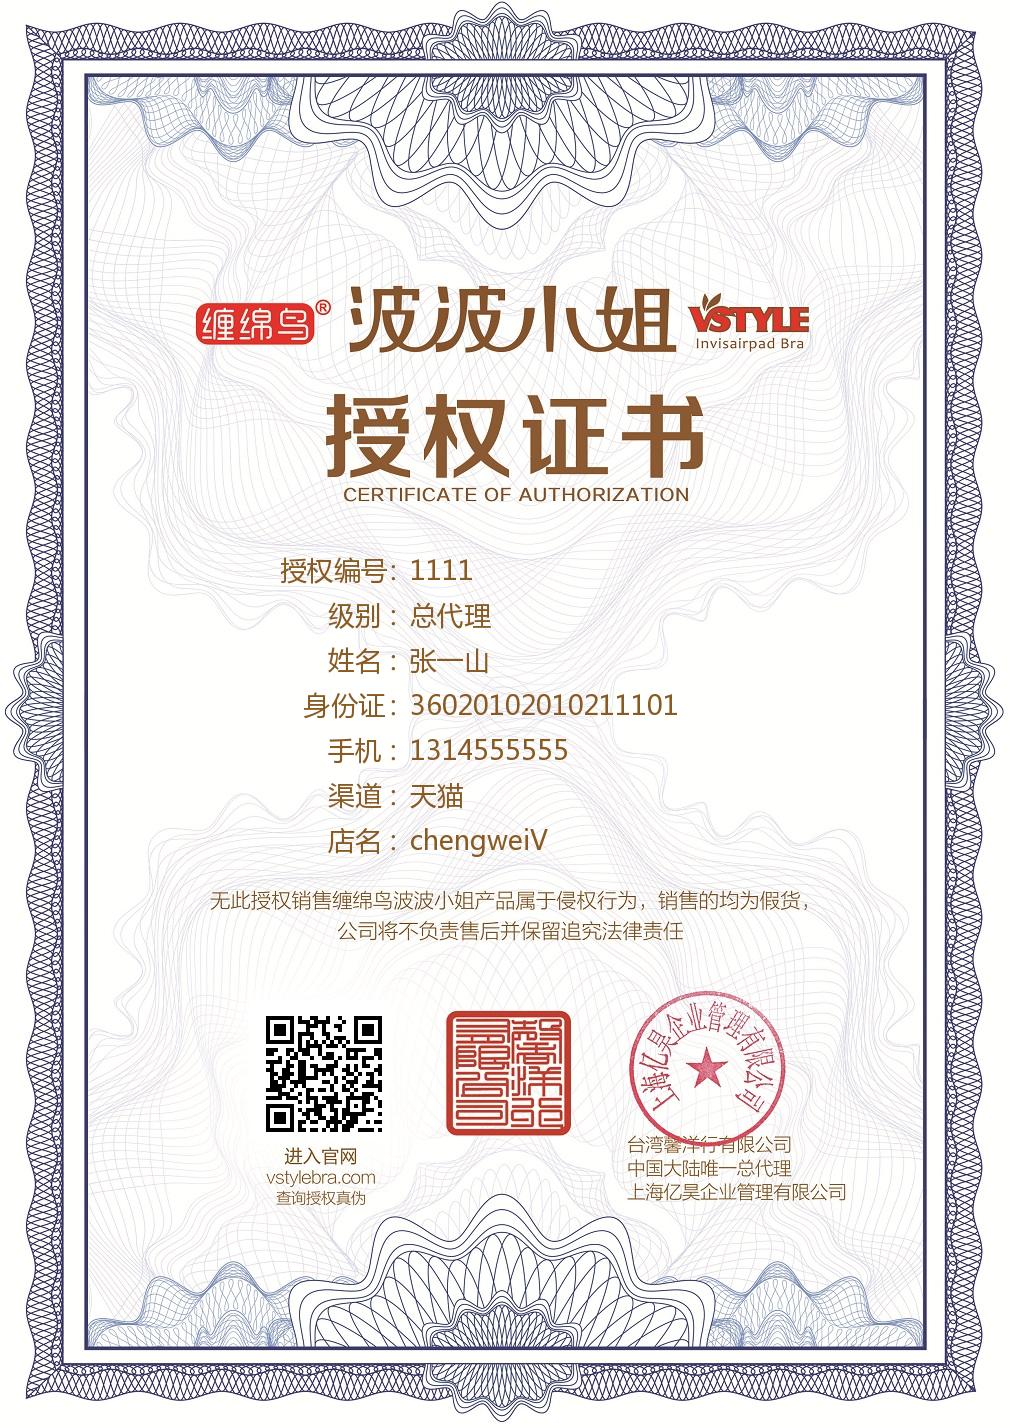 缠绵鸟® 波波小姐 VSTYLE
Invisairpad Bra
授权证书
CERTIFICATE OF AUTHORIZATION
授权编号：1111
级别：总代理
姓名：张一山
身份证：36020102010211101
手机：1314555555
渠道：天猫
店名：chengweiV
无此授权销售缠绵鸟波波小姐产品属于侵权行为，销售的均为假货，
公司将不负责售后并保留追究法律责任
上海亿昊企业管理有限公司
进入官网
vstylebra.com
查询授权真伪
台湾馨洋行有限公司
中国大陆唯一总代理
上海亿昊企业管理有限公司